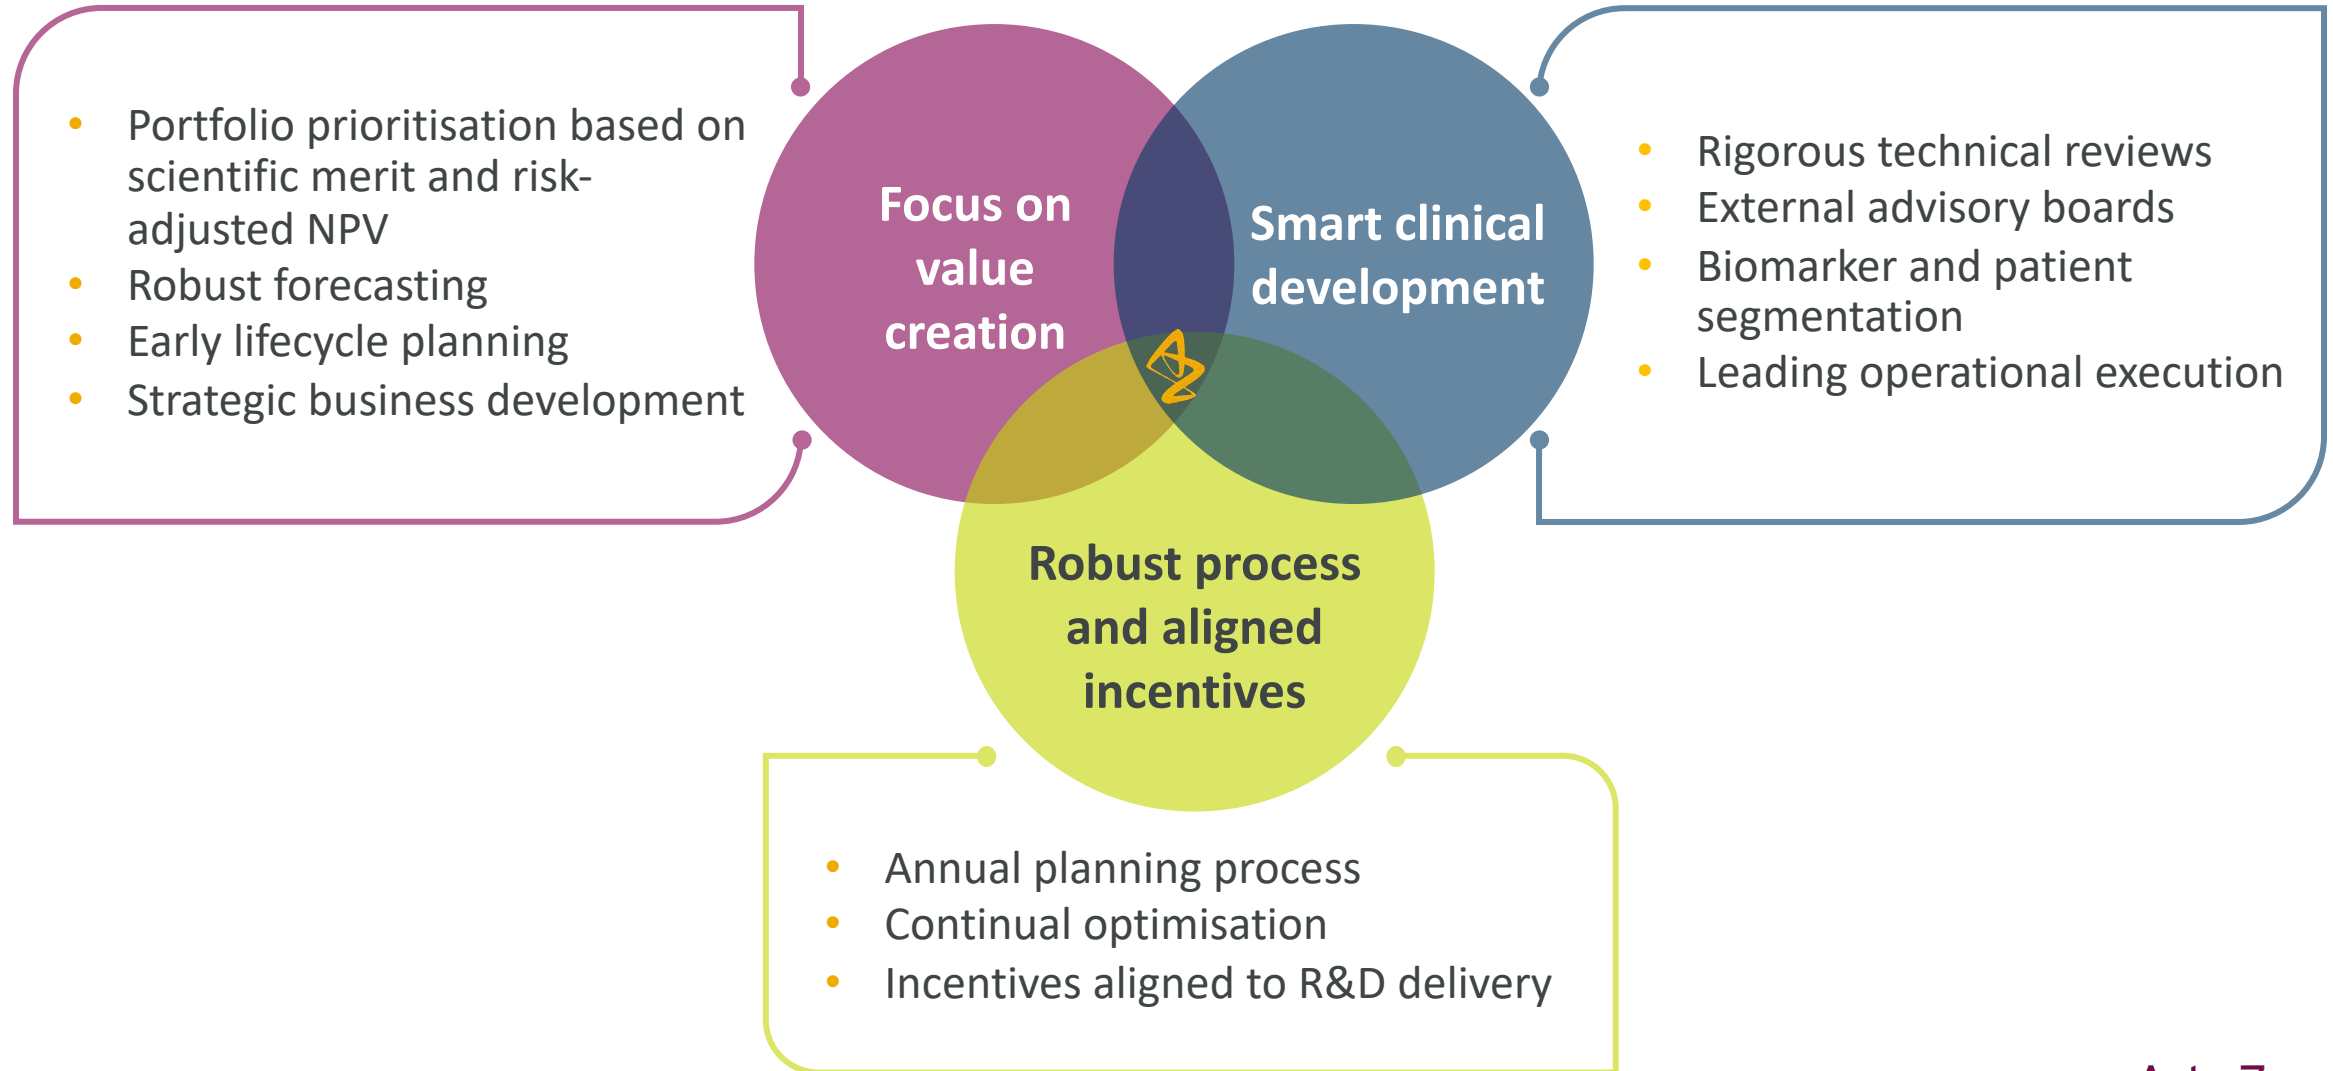 • Portfolio prioritisation based on
scientific merit and risk-
adjusted NPV
• Robust forecasting
• Early lifecycle planning
• Strategic business development
Focus on
value
creation
Smart clinical
development
• Rigorous technical reviews
• External advisory boards
• Biomarker and patient
segmentation
• Leading operational execution
Robust process
and aligned
incentives
• Annual planning process
• Continual optimisation
• Incentives aligned to R&D delivery